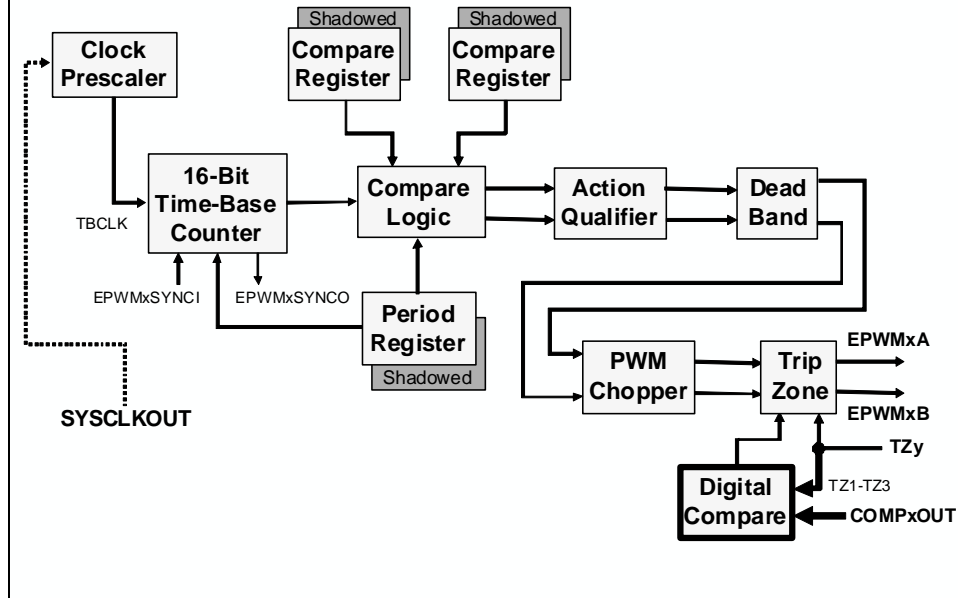 Shadowed
Compare
Register
Shadowed
Compare
Register
Clock
Prescaler
16-Bit
Time-Base
Counter
Compare
Logic
Action
Qualifier
Dead
Band
TBCLK
EPWMxSYNCI
EPWMxSYNCO
Period
Register
Shadowed
SYSCLKOUT
PWM
Chopper
Trip
Zone
EPWMxA
EPWMxB
TZy
TZ1-TZ3
Digital
Compare
COMPxOUT